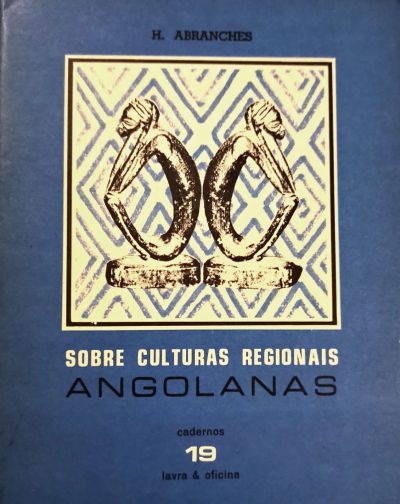 H. ABRANCHES
SOBRE CULTURAS REGIONAIS
ANGOLANAS
cadernos
19
lavra & oficina